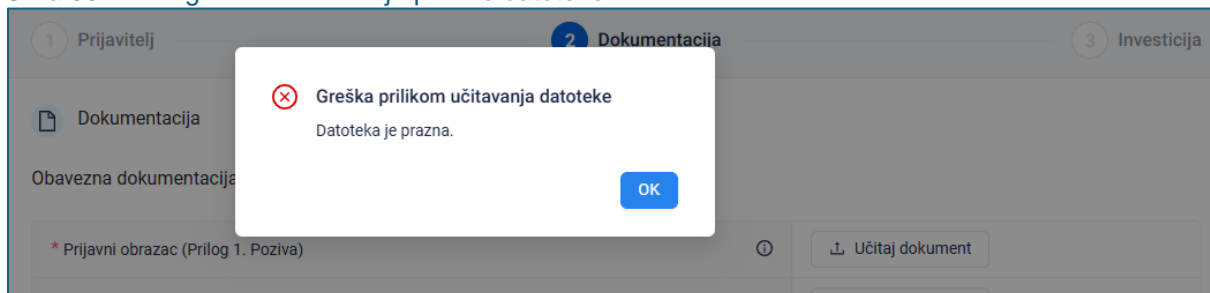 1 Prijavitelj
2 Dokumentacija
3 Investicija
Greška prilikom učitavanja datoteke
Datoteka je prazna.
OK
Dokumentacija
Obavezna dokumentacija
* Prijavni obrazac (Prilog 1. Poziva)
Učitaj dokument